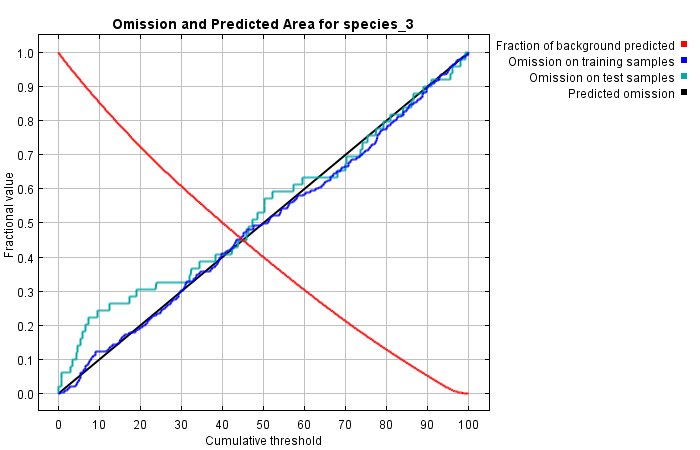 Omission and Predicted Area for species_3
Fraction of background predicted
Omission on training samples
Omission on test samples
Predicted omission
Fractional value
1.0
0.9
0.8
0.7
0.6
0.5
0.4
0.3
0.2
0.1
0.0
0 10 20 30 40 50 60 70 80 90 100
Cumulative threshold